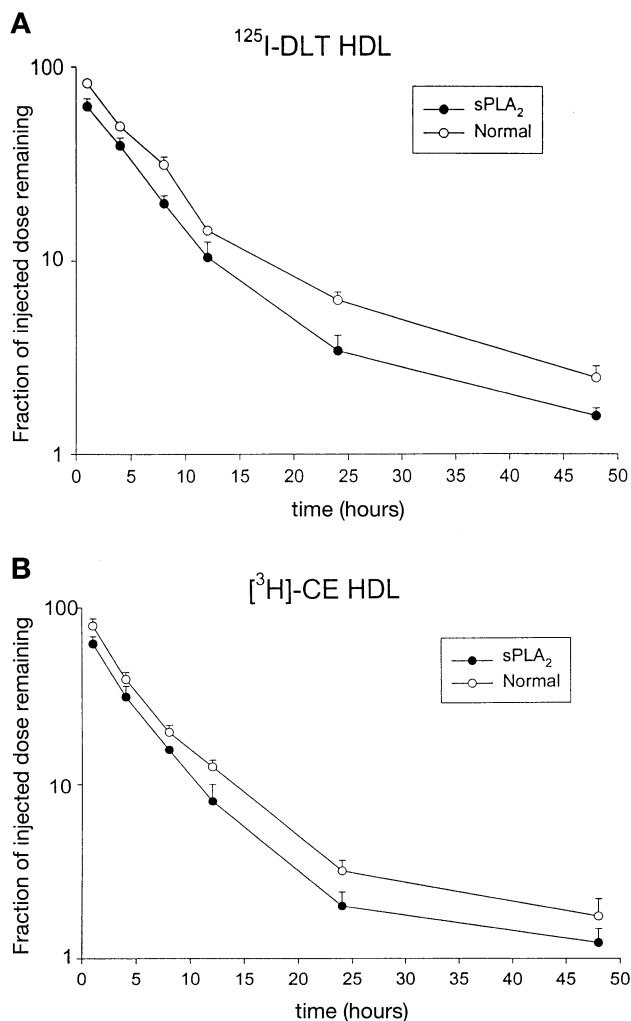 A
¹²⁵I-DLT HDL
Fraction of injected dose remaining
100
10
1
sPLA₂
Normal
0 5 10 15 20 25 30 35 40 45 50
time (hours)
B
[³H]-CE HDL
Fraction of injected dose remaining
100
10
1
sPLA₂
Normal
0 5 10 15 20 25 30 35 40 45 50
time (hours)